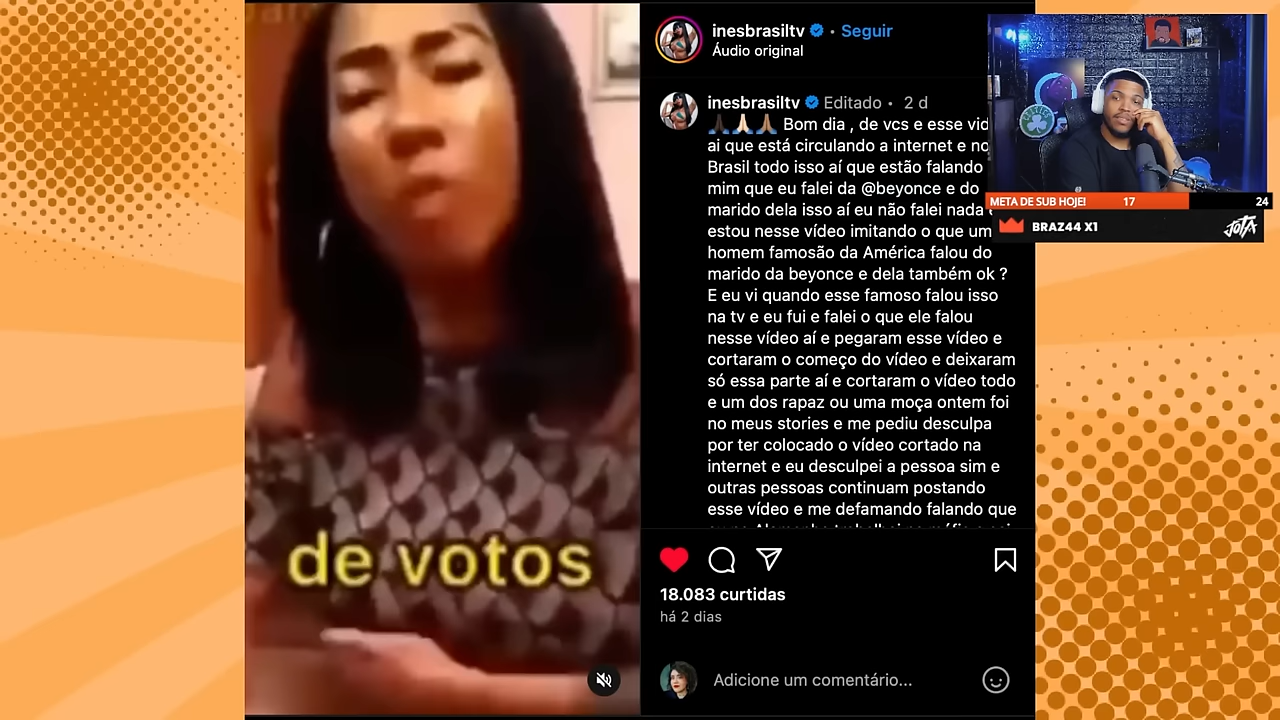 de votos
inesbrasiltv • Seguir
Áudio original
inesbrasiltv Editado • 2 d
🙏🏿🙏🏼🙏🏽 Bom dia , de vcs e esse vid
ai que está circulando a internet e no
Brasil todo isso aí que estão falando
mim que eu falei da @beyonce e do
marido dela isso aí eu não falei nada
estou nesse vídeo imitando o que um
homem famosão da América falou do
marido da beyonce e dela também ok ?
E eu vi quando esse famoso falou isso
na tv e eu fui e falei o que ele falou
nesse vídeo aí e pegaram esse vídeo e
cortaram o começo do vídeo e deixaram
só essa parte aí e cortaram o vídeo todo
e um dos rapaz ou uma moça ontem foi
no meus stories e me pediu desculpa
por ter colocado o vídeo cortado na
internet e eu desculpei a pessoa sim e
outras pessoas continuam postando
esse vídeo e me defamando falando que
18.083 curtidas
há 2 dias
Adicione um comentário...
META DE SUB HOJE! 17 24
BRAZ44 X1
JOTA